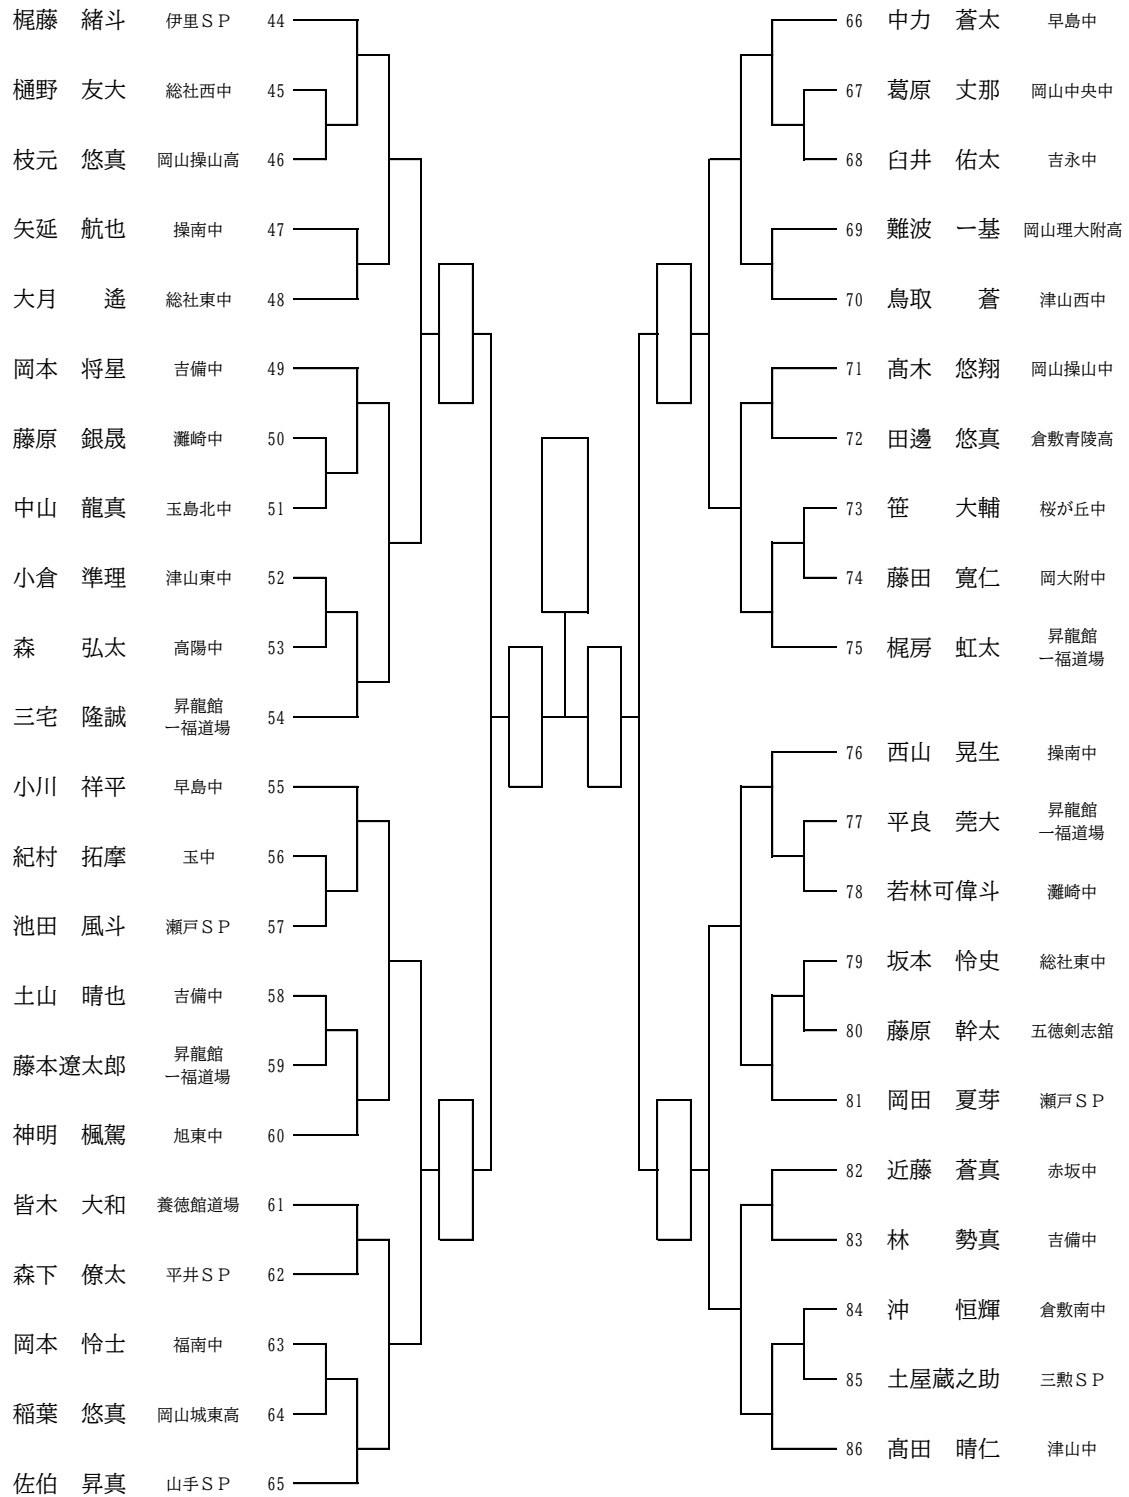 梶藤　緒斗　伊里ＳＰ　44
樋野　友大　総社西中　45
枝元　悠真　岡山操山高　46
矢延　航也　操南中　47
大月　遙　総社東中　48
岡本　将星　吉備中　49
藤原　銀晟　灘崎中　50
中山　龍真　玉島北中　51
小倉　準理　津山東中　52
森　弘太　高陽中　53
三宅　隆誠　昇龍館
一福道場　54
小川　祥平　早島中　55
紀村　拓摩　玉中　56
池田　風斗　瀬戸ＳＰ　57
土山　晴也　吉備中　58
藤本遼太郎　昇龍館
一福道場　59
神明　楓駕　旭東中　60
皆木　大和　養徳館道場　61
森下　僚太　平井ＳＰ　62
岡本　怜士　福南中　63
稲葉　悠真　岡山城東高　64
佐伯　昇真　山手ＳＰ　65
66　中力　蒼太　早島中
67　葛原　丈那　岡山中央中
68　臼井　佑太　吉永中
69　難波　一基　岡山理大附高
70　鳥取　蒼　津山西中
71　髙木　悠翔　岡山操山中
72　田邊　悠真　倉敷青陵高
73　笹　大輔　桜が丘中
74　藤田　寛仁　岡大附中
75　梶房　虹太　昇龍館
一福道場
76　西山　晃生　操南中
77　平良　莞大　昇龍館
一福道場
78　若林可偉斗　灘崎中
79　坂本　怜史　総社東中
80　藤原　幹太　五徳剣志舘
81　岡田　夏芽　瀬戸ＳＰ
82　近藤　蒼真　赤坂中
83　林　勢真　吉備中
84　沖　恒輝　倉敷南中
85　土屋蔵之助　三勲ＳＰ
86　髙田　晴仁　津山中